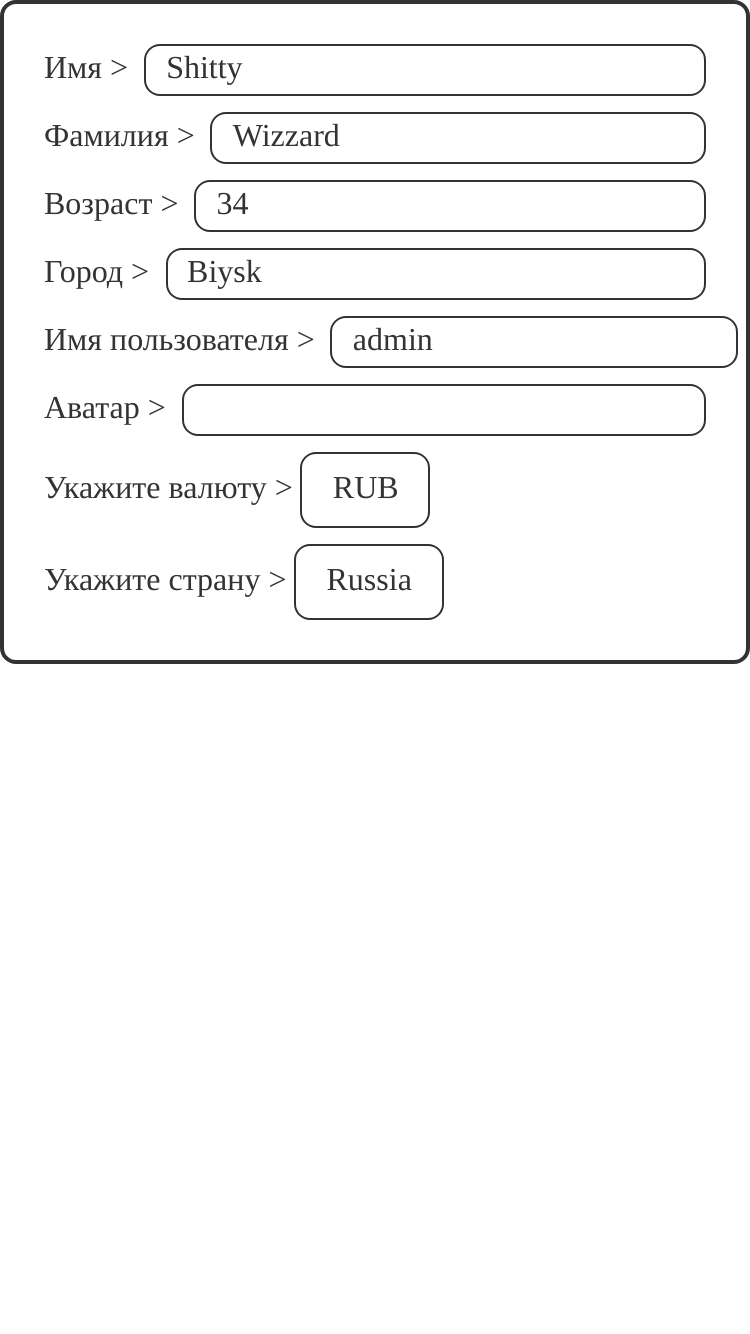 Имя > Shitty
Фамилия > Wizzard
Возраст > 34
Город > Biysk
Имя пользователя > admin
Аватар >
Укажите валюту > RUB
Укажите страну > Russia